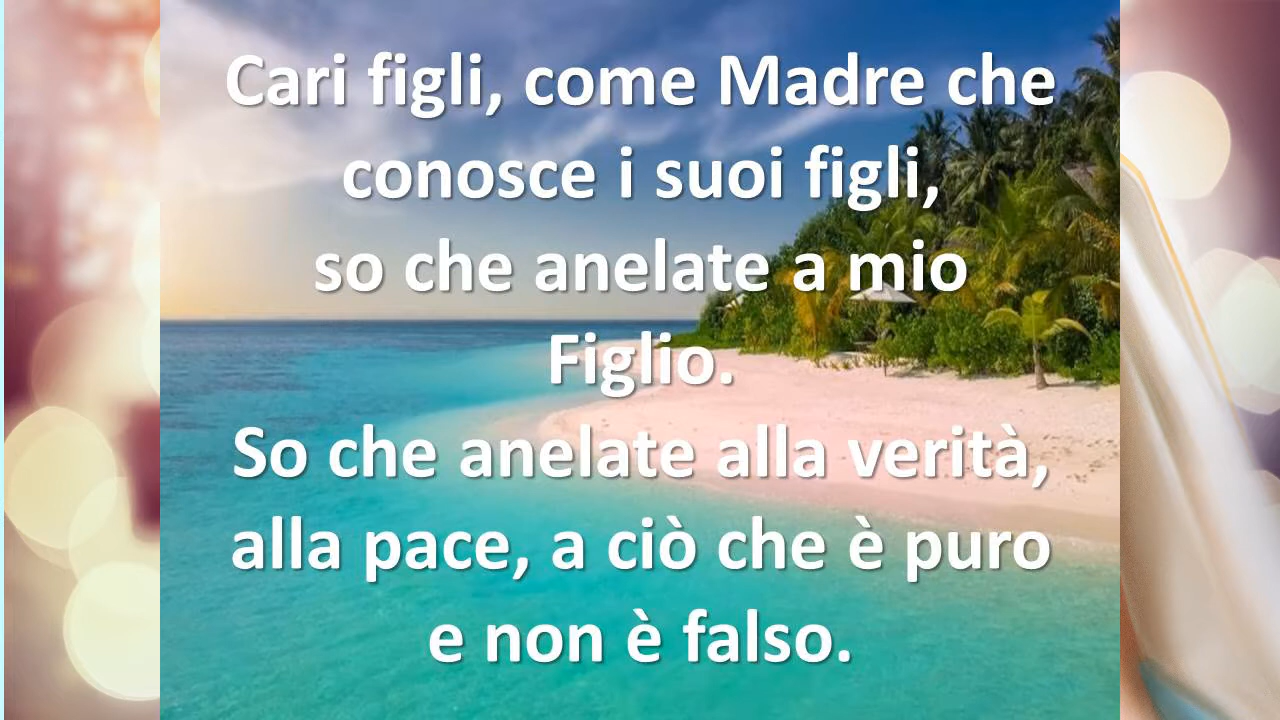 Cari figli, come Madre che
conosce i suoi figli,
so che anelate a mio
Figlio.
So che anelate alla verità,
alla pace, a ciò che è puro
e non è falso.